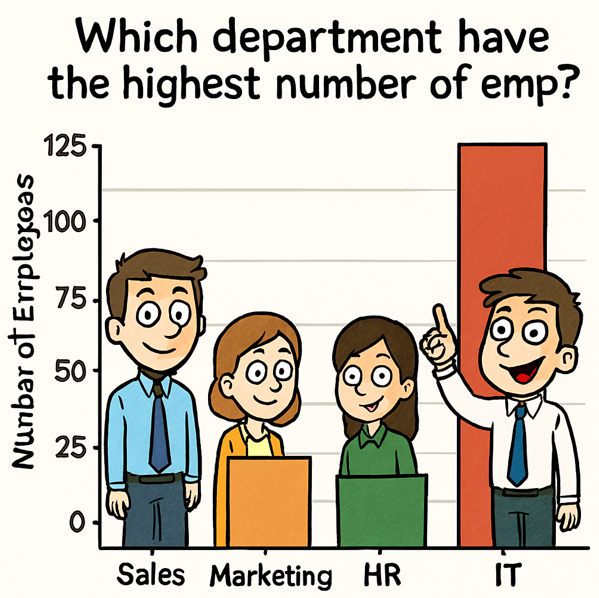 Which department have
the highest number of emp?
125
100
75
50
25
0
Sales
Marketing
HR
IT